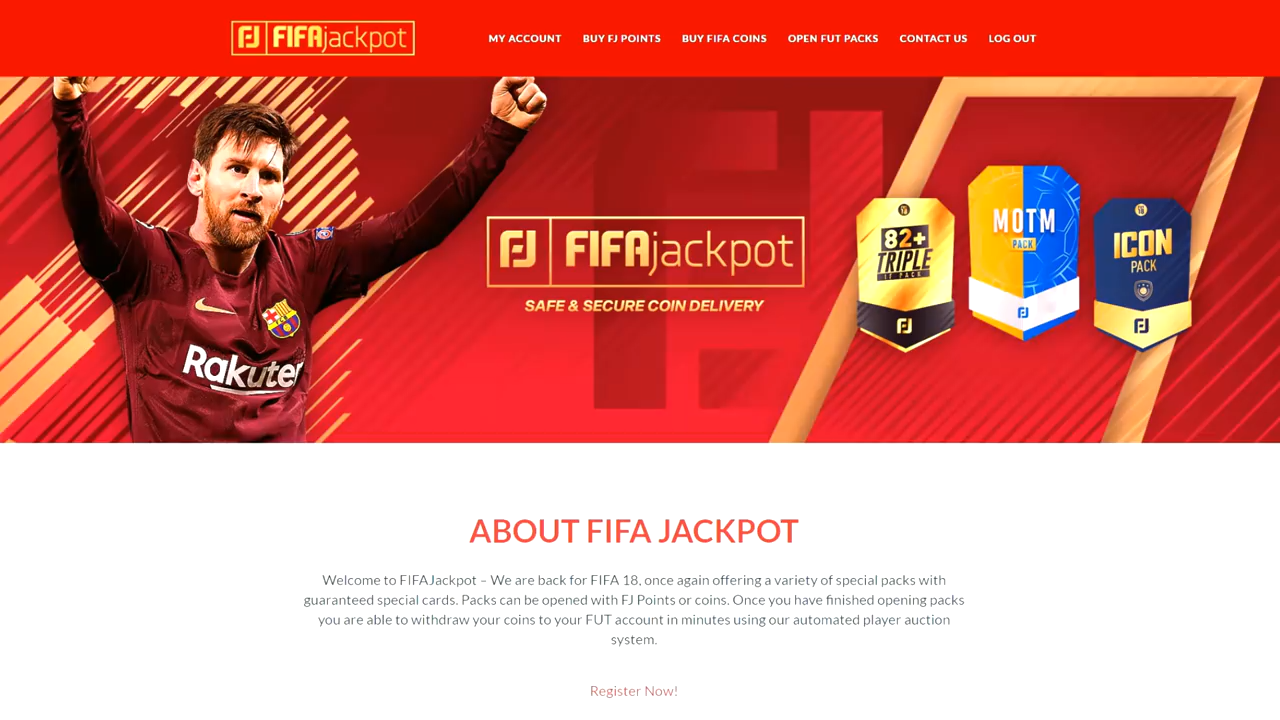 FJ FIFAjackpot
MY ACCOUNT
BUY FJ POINTS
BUY FIFA COINS
OPEN FUT PACKS
CONTACT US
LOG OUT
FJ FIFAjackpot
SAFE & SECURE COIN DELIVERY
Rakuten
18
82+
TRIPLE
IF PACK
FJ
MOTM
PACK
FJ
18
ICON
PACK
FJ
ABOUT FIFA JACKPOT
Welcome to FIFAJackpot – We are back for FIFA 18, once again offering a variety of special packs with
guaranteed special cards. Packs can be opened with FJ Points or coins. Once you have finished opening packs
you are able to withdraw your coins to your FUT account in minutes using our automated player auction
system.
Register Now!